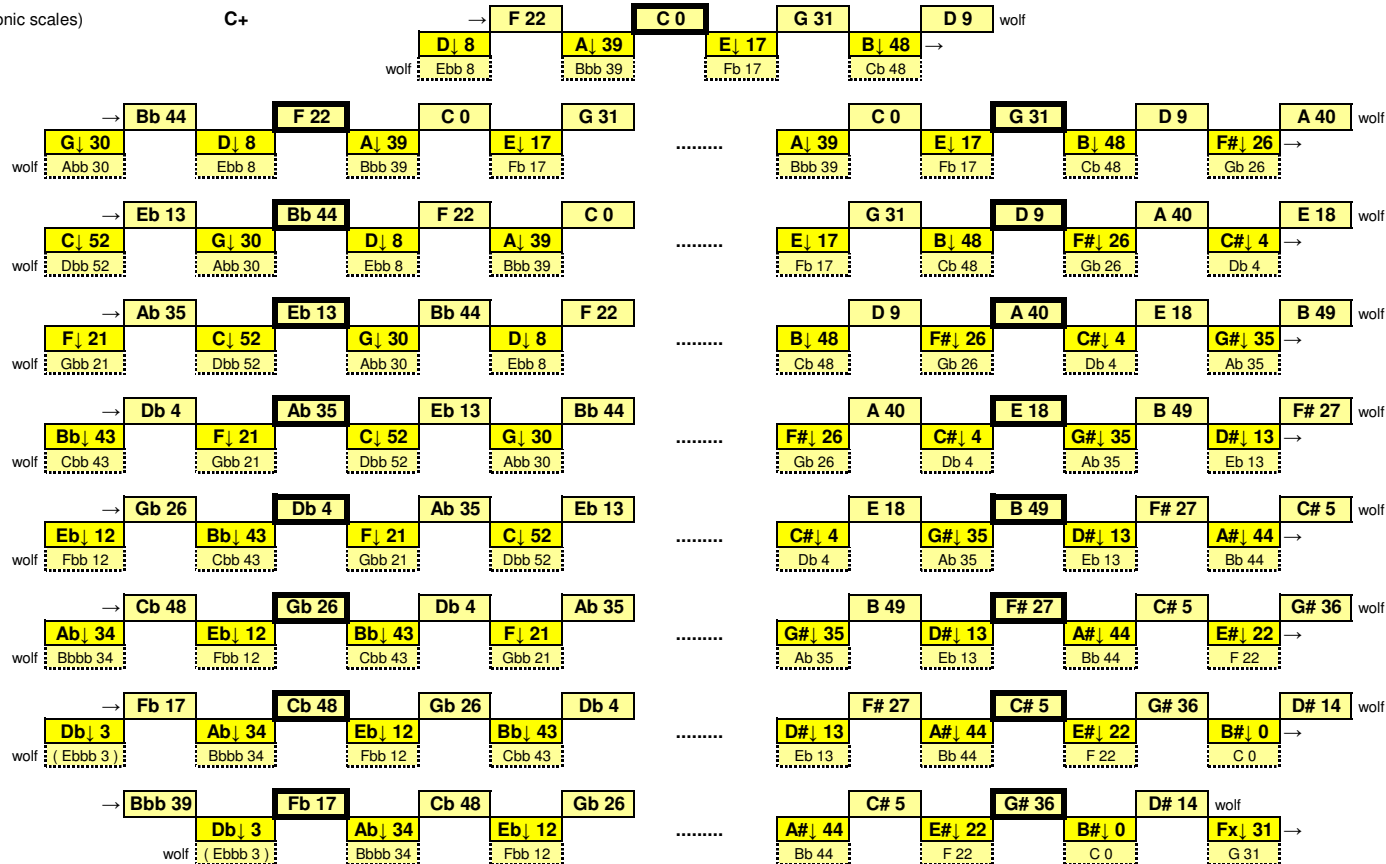 onic scales) C+ → F 22 C 0 G 31 D 9 wolf
D↓ 8 A↓ 39 E↓ 17 B↓ 48 →
wolf Ebb 8 Bbb 39 Fb 17 Cb 48
→ Bb 44 F 22 C 0 G 31 C 0 G 31 D 9 A 40 wolf
G↓ 30 D↓ 8 A↓ 39 E↓ 17 ......... A↓ 39 E↓ 17 B↓ 48 F#↓ 26 →
wolf Abb 30 Ebb 8 Bbb 39 Fb 17 Bbb 39 Fb 17 Cb 48 Gb 26
→ Eb 13 Bb 44 F 22 C 0 G 31 D 9 A 40 E 18 wolf
C↓ 52 G↓ 30 D↓ 8 A↓ 39 ......... E↓ 17 B↓ 48 F#↓ 26 C#↓ 4 →
wolf Dbb 52 Abb 30 Ebb 8 Bbb 39 Fb 17 Cb 48 Gb 26 Db 4
→ Ab 35 Eb 13 Bb 44 F 22 D 9 A 40 E 18 B 49 wolf
F↓ 21 C↓ 52 G↓ 30 D↓ 8 ......... B↓ 48 F#↓ 26 C#↓ 4 G#↓ 35 →
wolf Gbb 21 Dbb 52 Abb 30 Ebb 8 Cb 48 Gb 26 Db 4 Ab 35
→ Db 4 Ab 35 Eb 13 Bb 44 A 40 E 18 B 49 F# 27 wolf
Bb↓ 43 F↓ 21 C↓ 52 G↓ 30 ......... F#↓ 26 C#↓ 4 G#↓ 35 D#↓ 13 →
wolf Cbb 43 Gbb 21 Dbb 52 Abb 30 Gb 26 Db 4 Ab 35 Eb 13
→ Gb 26 Db 4 Ab 35 Eb 13 E 18 B 49 F# 27 C# 5 wolf
Eb↓ 12 Bb↓ 43 F↓ 21 C↓ 52 ......... C#↓ 4 G#↓ 35 D#↓ 13 A#↓ 44 →
wolf Fbb 12 Cbb 43 Gbb 21 Dbb 52 Db 4 Ab 35 Eb 13 Bb 44
→ Cb 48 Gb 26 Db 4 Ab 35 B 49 F# 27 C# 5 G# 36 wolf
Ab↓ 34 Eb↓ 12 Bb↓ 43 F↓ 21 ......... G#↓ 35 D#↓ 13 A#↓ 44 E#↓ 22 →
wolf Bbbb 34 Fbb 12 Cbb 43 Gbb 21 Ab 35 Eb 13 Bb 44 F 22
→ Fb 17 Cb 48 Gb 26 Db 4 F# 27 C# 5 G# 36 D# 14 wolf
Db↓ 3 Ab↓ 34 Eb↓ 12 Bb↓ 43 ......... D#↓ 13 A#↓ 44 E#↓ 22 B#↓ 0 →
wolf ( Ebbb 3 ) Bbbb 34 Fbb 12 Cbb 43 Eb 13 Bb 44 F 22 C 0
→ Bbb 39 Fb 17 Cb 48 Gb 26 C# 5 G# 36 D# 14 wolf
Db↓ 3 Ab↓ 34 Eb↓ 12 ......... A#↓ 44 E#↓ 22 B#↓ 0 Fx↓ 31 →
wolf ( Ebbb 3 ) Bbbb 34 Fbb 12 Bb 44 F 22 C 0 G 31